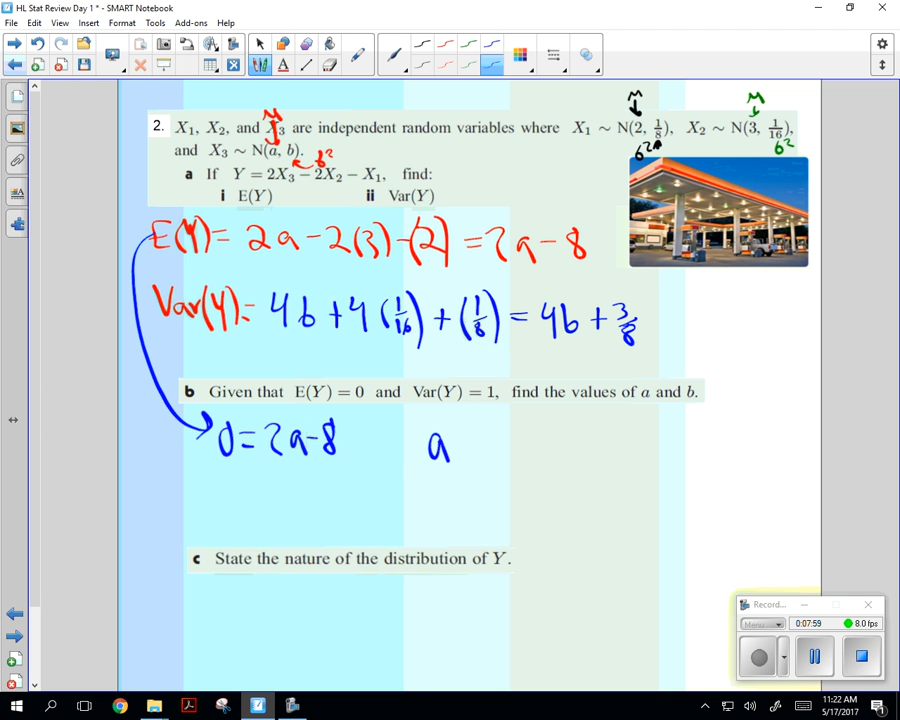 HL Stat Review Day 1 * - SMART Notebook
File Edit View Insert Format Tools Add-ons Help
μ μ μ
2. X₁, X₂, and X₃ are independent random variables where X₁ ~ N(2, 1/8), X₂ ~ N(3, 1/16),
and X₃ ~ N(a, b). σ² σ² σ²
a If Y = 2X₃ − 2X₂ − X₁, find:
i E(Y) ii Var(Y)
E(Y) = 2a − 2(3) − (2) = 2a − 8
Var(Y) = 4b + 4(1/16) + (1/8) = 4b + 3/8
b Given that E(Y) = 0 and Var(Y) = 1, find the values of a and b.
0 = 2a − 8 a
c State the nature of the distribution of Y.
Record...
Menu... 0:07:59 8.0 fps
11:22 AM
5/17/2017